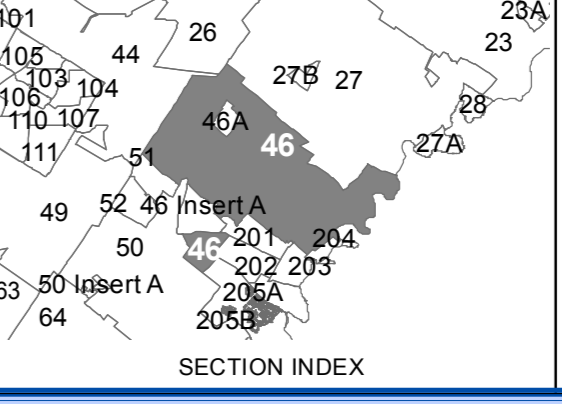 101
26
23A
44
23
105
27B
27
103
104
106
28
110
107
46A
46
27A
111
51
49
52
46 Insert A
50
46
201
204
202
203
63
50 Insert A
205A
64
205B
SECTION INDEX